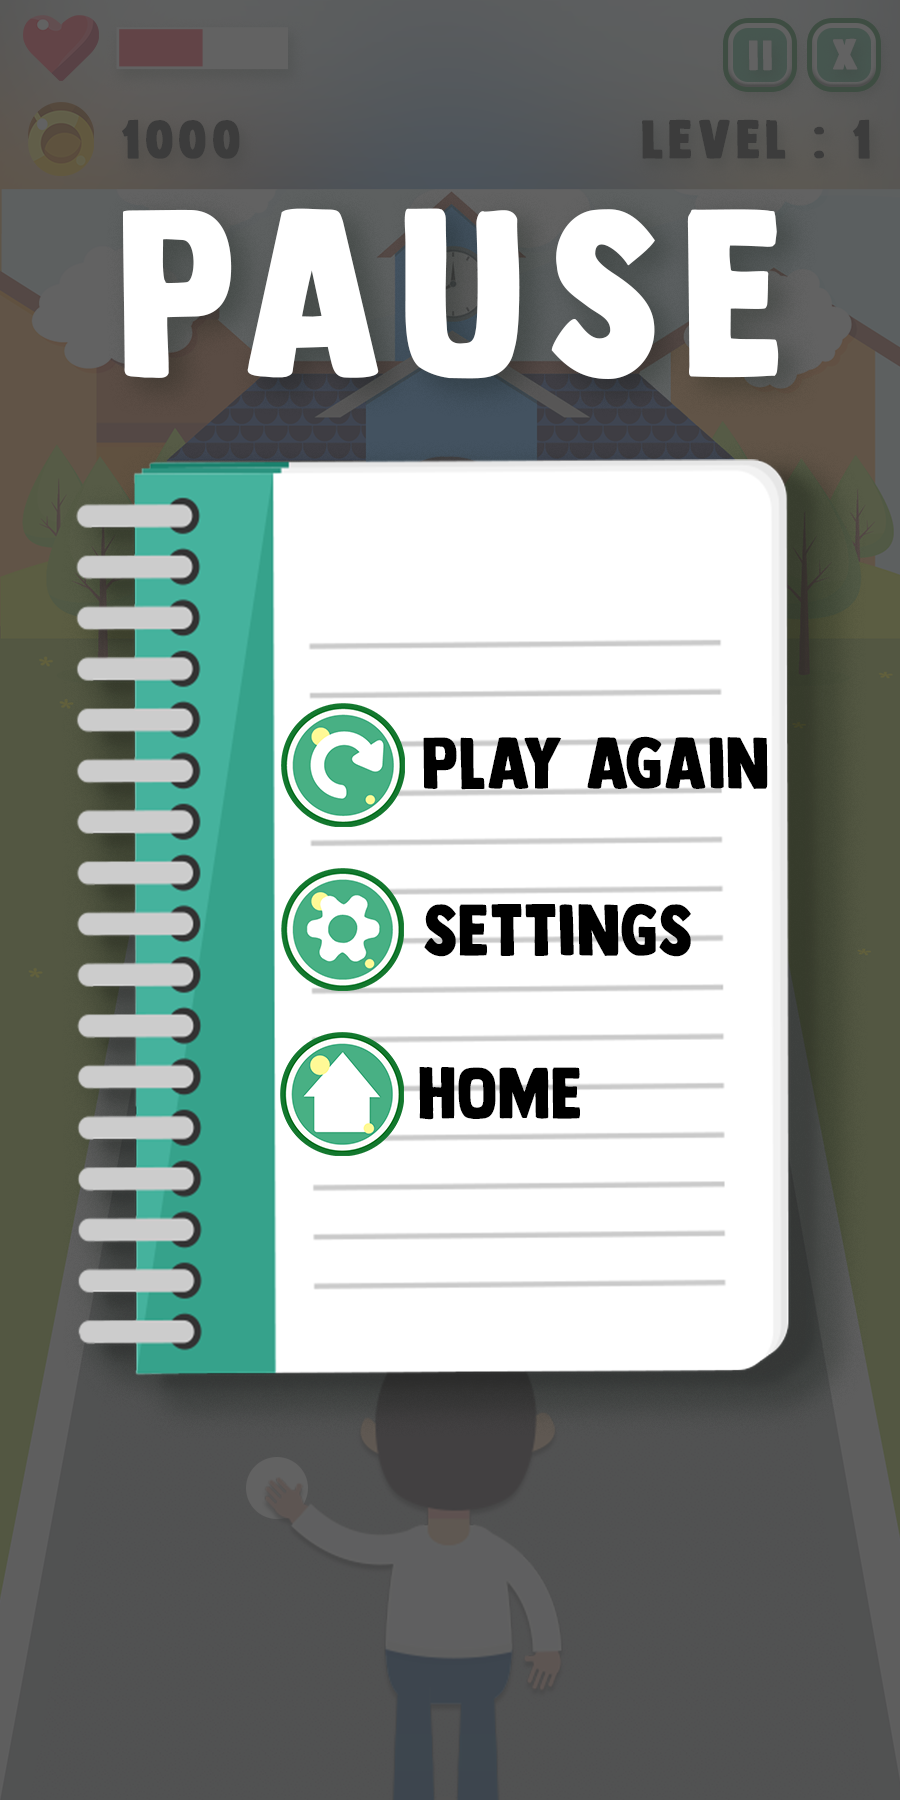 X
1000
LEVEL : 1
PAUSE
PLAY AGAIN
SETTINGS
HOME